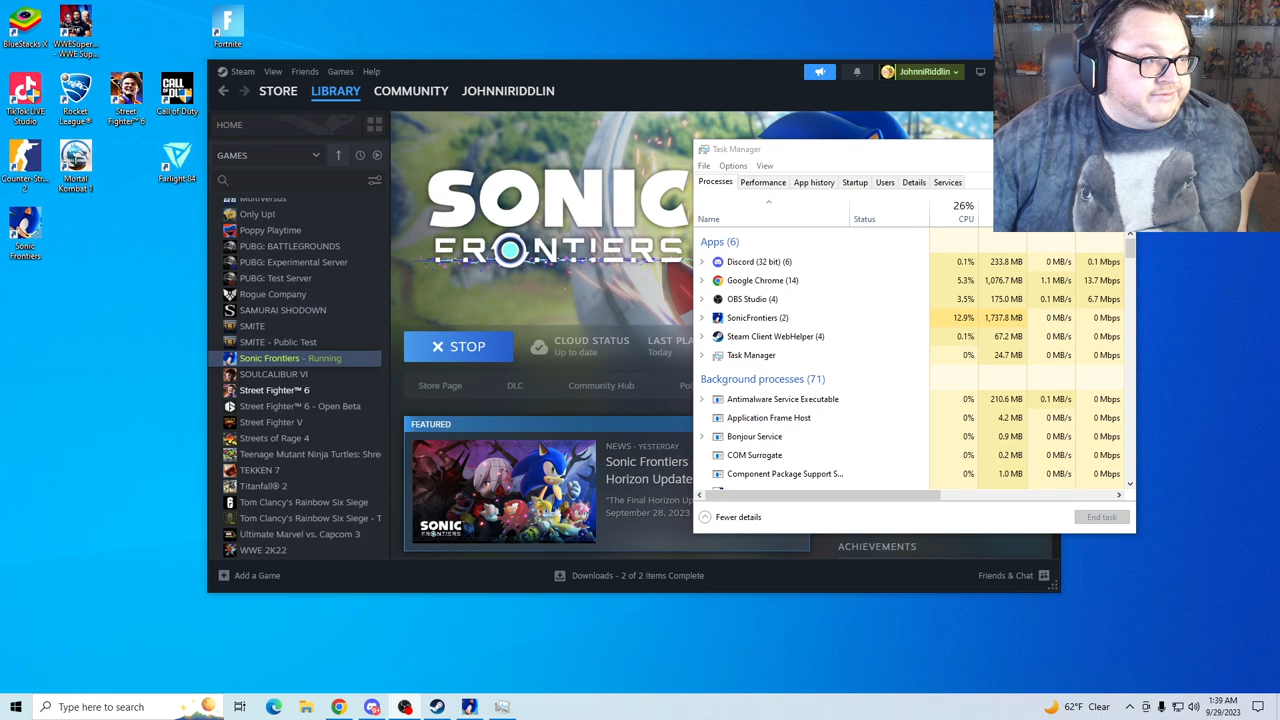 BlueStacks X
WWESuper...
- WWE Sup...
Fortnite
TikTok LIVE
Studio
Rocket
League®
Street
Fighter™ 6
Call of Duty
Counter-Str...
2
Mortal
Kombat 1
Farlight 84
Sonic
Frontiers
Steam View Friends Games Help
JohnniRiddlin
STORE LIBRARY COMMUNITY JOHNNIRIDDLIN
HOME
GAMES
Only Up!
Poppy Playtime
PUBG: BATTLEGROUNDS
PUBG: Experimental Server
PUBG: Test Server
Rogue Company
SAMURAI SHODOWN
SMITE
SMITE - Public Test
Sonic Frontiers - Running
SOULCALIBUR VI
Street Fighter™ 6
Street Fighter™ 6 - Open Beta
Street Fighter V
Streets of Rage 4
Teenage Mutant Ninja Turtles: Shre
TEKKEN 7
Titanfall® 2
Tom Clancy's Rainbow Six Siege
Tom Clancy's Rainbow Six Siege - T
Ultimate Marvel vs. Capcom 3
WWE 2K22
Add a Game
SONIC
FRONTIERS
STOP
CLOUD STATUS
Up to date
LAST PLA
Today
Store Page DLC Community Hub Poi
FEATURED
NEWS - YESTERDAY
Sonic Frontiers
Horizon Update
"The Final Horizon Up
September 28, 2023
SONIC
FRONTIERS
ACHIEVEMENTS
Downloads - 2 of 2 Items Complete
Friends & Chat
Task Manager
File Options View
Processes Performance App history Startup Users Details Services
26%
Name Status CPU
Apps (6)
Discord (32 bit) (6) 0.1% 233.8 MB 0 MB/s 0.1 Mbps
Google Chrome (14) 5.3% 1,076.7 MB 1.1 MB/s 13.7 Mbps
OBS Studio (4) 3.5% 175.0 MB 0.1 MB/s 6.7 Mbps
SonicFrontiers (2) 12.9% 1,737.8 MB 0 MB/s 0 Mbps
Steam Client WebHelper (4) 0.1% 67.2 MB 0 MB/s 0 Mbps
Task Manager 0% 24.7 MB 0 MB/s 0 Mbps
Background processes (71)
Antimalware Service Executable 0% 210.6 MB 0.1 MB/s 0 Mbps
Application Frame Host 0% 4.2 MB 0 MB/s 0 Mbps
Bonjour Service 0% 0.9 MB 0 MB/s 0 Mbps
COM Surrogate 0% 0.2 MB 0 MB/s 0 Mbps
Component Package Support S... 0% 1.0 MB 0 MB/s 0 Mbps
Fewer details
End task
Type here to search
62°F Clear
1:39 AM
9/29/2023